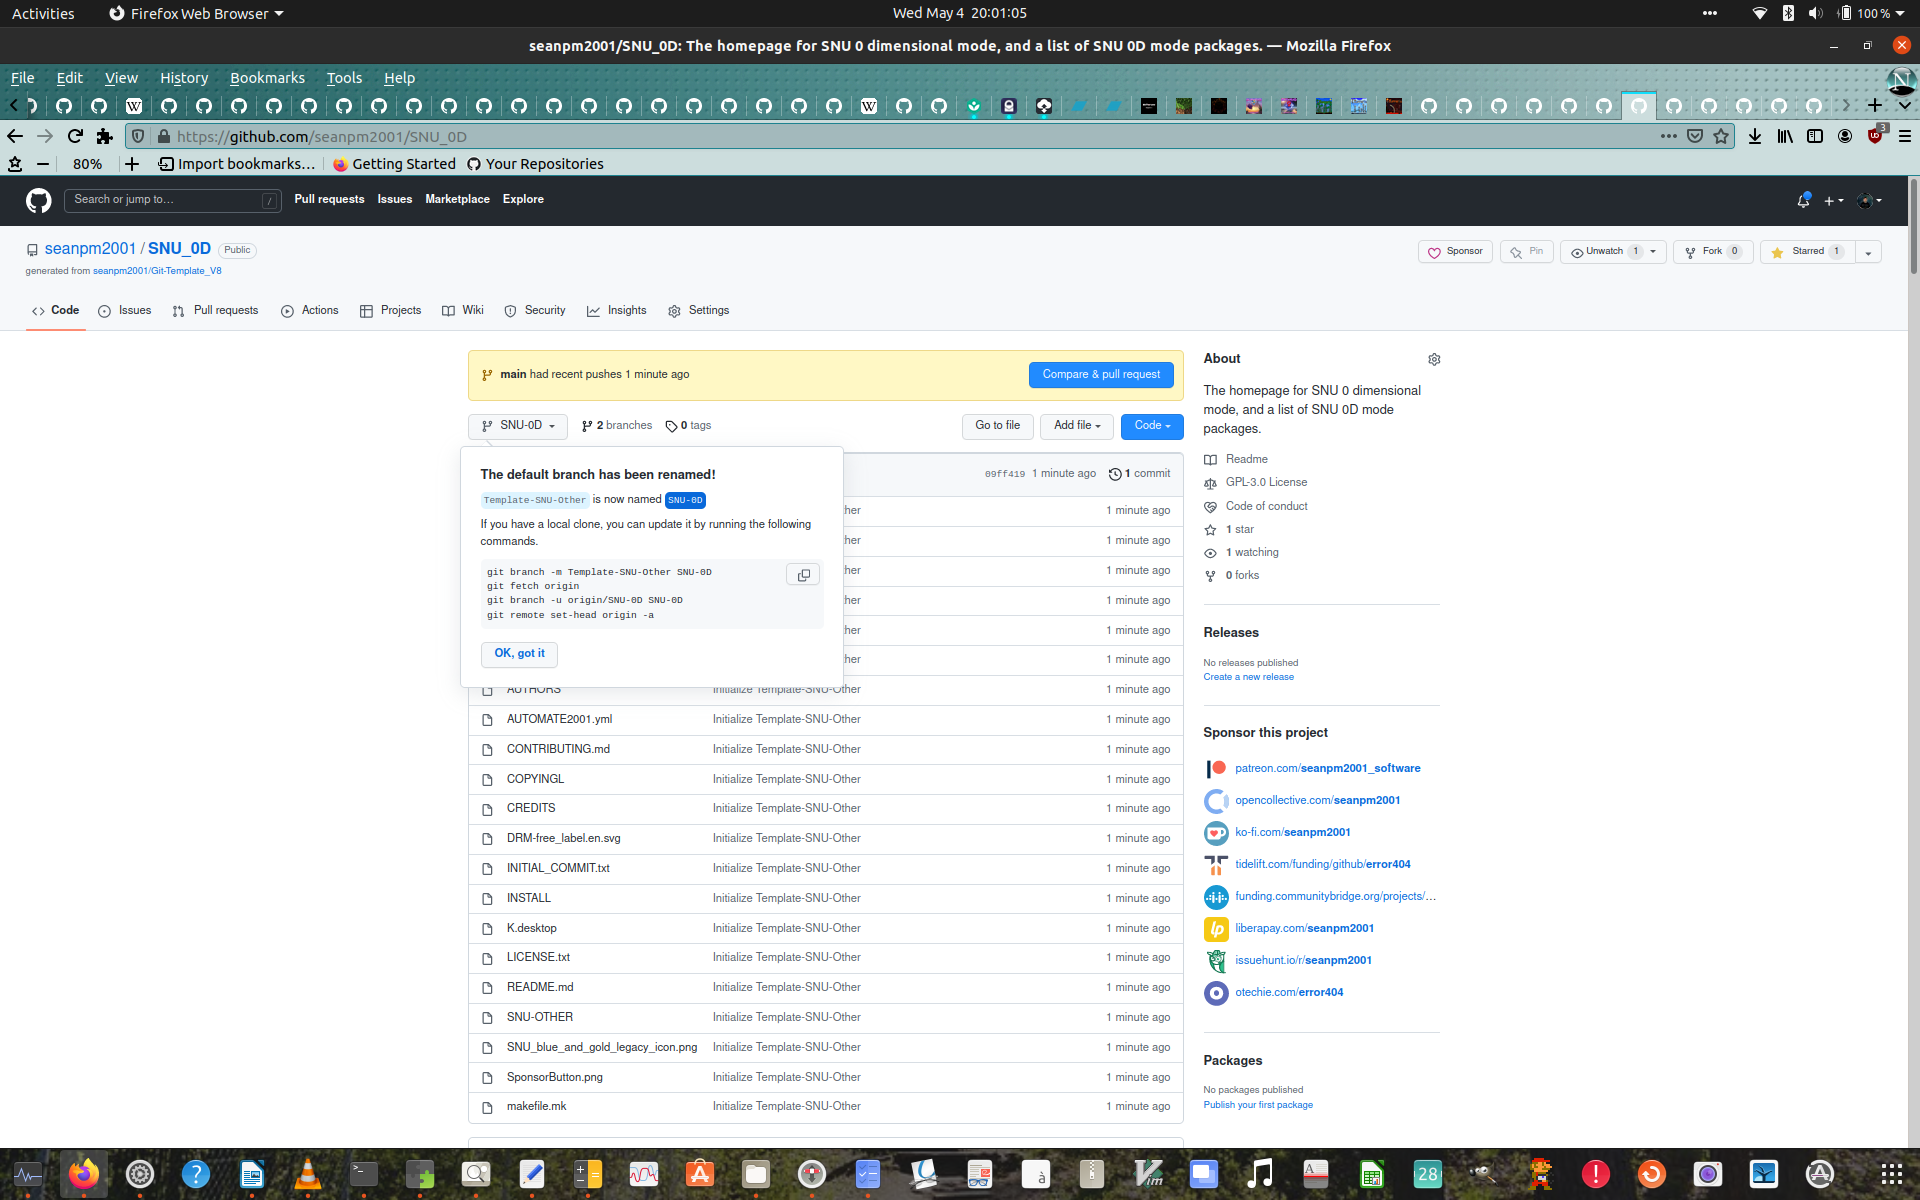 Activities
Firefox Web Browser
Wed May 4 20:01:05
100 %
seanpm2001/SNU_0D: The homepage for SNU 0 dimensional mode, and a list of SNU 0D mode packages. — Mozilla Firefox
File Edit View History Bookmarks Tools Help
https://github.com/seanpm2001/SNU_0D
3
80%
Import bookmarks…
Getting Started
Your Repositories
Search or jump to…
/
Pull requests Issues Marketplace Explore
seanpm2001 / SNU_0D Public
generated from seanpm2001/Git-Template_V8
Sponsor
Pin
Unwatch 1
Fork 0
Starred 1
Code
Issues
Pull requests
Actions
Projects
Wiki
Security
Insights
Settings
main had recent pushes 1 minute ago
Compare & pull request
SNU-0D
2 branches
0 tags
Go to file
Add file
Code
The default branch has been renamed!
Template-SNU-Other is now named SNU-0D
If you have a local clone, you can update it by running the following
commands.
git branch -m Template-SNU-Other SNU-0D
git fetch origin
git branch -u origin/SNU-0D SNU-0D
git remote set-head origin -a
OK, got it
09ff419 1 minute ago 1 commit
her 1 minute ago
her 1 minute ago
her 1 minute ago
her 1 minute ago
her 1 minute ago
her 1 minute ago
AUTHORS Initialize Template-SNU-Other 1 minute ago
AUTOMATE2001.yml Initialize Template-SNU-Other 1 minute ago
CONTRIBUTING.md Initialize Template-SNU-Other 1 minute ago
COPYINGL Initialize Template-SNU-Other 1 minute ago
CREDITS Initialize Template-SNU-Other 1 minute ago
DRM-free_label.en.svg Initialize Template-SNU-Other 1 minute ago
INITIAL_COMMIT.txt Initialize Template-SNU-Other 1 minute ago
INSTALL Initialize Template-SNU-Other 1 minute ago
K.desktop Initialize Template-SNU-Other 1 minute ago
LICENSE.txt Initialize Template-SNU-Other 1 minute ago
README.md Initialize Template-SNU-Other 1 minute ago
SNU-OTHER Initialize Template-SNU-Other 1 minute ago
SNU_blue_and_gold_legacy_icon.png Initialize Template-SNU-Other 1 minute ago
SponsorButton.png Initialize Template-SNU-Other 1 minute ago
makefile.mk Initialize Template-SNU-Other 1 minute ago
About
The homepage for SNU 0 dimensional
mode, and a list of SNU 0D mode
packages.
Readme
GPL-3.0 License
Code of conduct
1 star
1 watching
0 forks
Releases
No releases published
Create a new release
Sponsor this project
patreon.com/seanpm2001_software
opencollective.com/seanpm2001
ko-fi.com/seanpm2001
tidelift.com/funding/github/error404
funding.communitybridge.org/projects/…
liberapay.com/seanpm2001
issuehunt.io/r/seanpm2001
otechie.com/error404
Packages
No packages published
Publish your first package
28